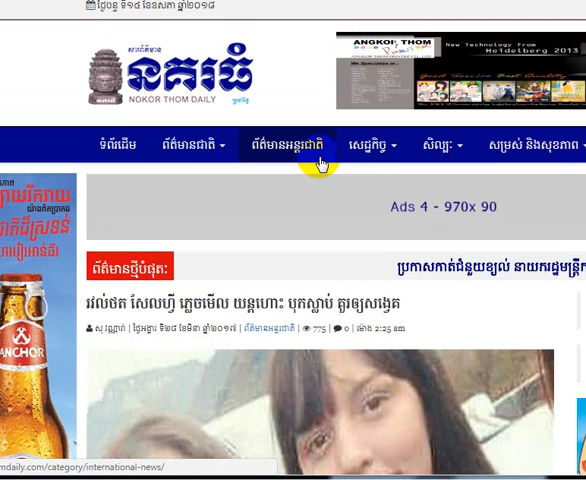 ថ្ងៃចន្ទ ទី១៤ ខែឧសភា ឆ្នាំ២០១៨
សារព័ត៌មាន
នគរធំ
NOKOR THOM DAILY
ANGKOR THOM
New Technology From
Heidelberg 2013
Good Service Best Quality
ទំព័រដើម
ព័ត៌មានជាតិ
ព័ត៌មានអន្តរជាតិ
សេដ្ឋកិច្ច
សិល្បៈ
សម្រស់ និងសុខភាព
Ads 4 - 970x 90
ព័ត៌មានថ្មីបំផុត:
ប្រកាសកាត់ជំនួយខ្យល់ នាយករដ្ឋមន្ត្រី
រវល់ថត សែលហ្វី ភ្លេចមើល យន្តហោះ បុកស្លាប់ គួរឲ្យសង្វេគ
សុ វណ្ណារ៉ា | ថ្ងៃអង្គារ ទី២៨ ខែមីនា ឆ្នាំ២០១៧ | ព័ត៌មានអន្តរជាតិ | 775 | 0 | ម៉ោង 2:25 am
ANCHOR
mdaily.com/category/international-news/